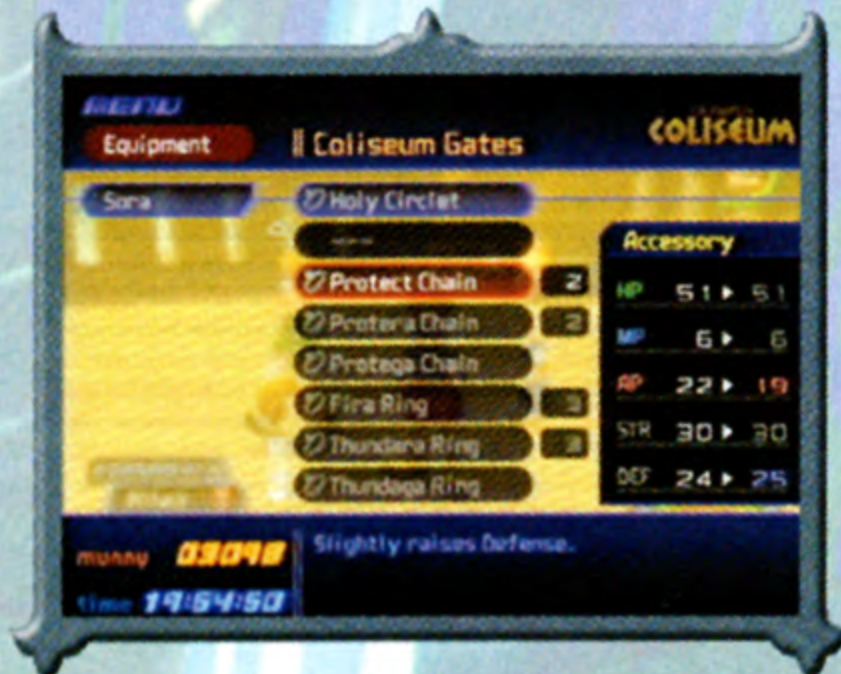 MENU
Equipment
Coliseum Gates
COLISEUM
Sora
Holy Circlet
----
Protect Chain 2
Protera Chain 2
Protega Chain
Fira Ring
Thundara Ring
Thundaga Ring
Accessory
HP 51 ▶ 51
MP 6 ▶ 6
AP 22 ▶ 19
STR 30 ▶ 30
DEF 24 ▶ 25
munny 03098
time 19:54:50
Slightly raises Defense.